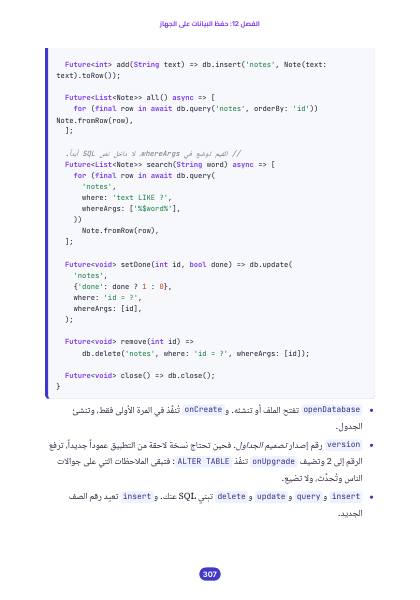 الفصل 12: حفظ البيانات على الجهاز
Future<int> add(String text) => db.insert('notes', Note(text:
text).toRow());
Future<List<Note>> all() async => [
for (final row in await db.query('notes', orderBy: 'id'))
Note.fromRow(row),
];
// القيم توضع في whereArgs، لا داخل نص SQL أبداً.
Future<List<Note>> search(String word) async => [
for (final row in await db.query(
'notes',
where: 'text LIKE ?',
whereArgs: ['%$word%'],
))
Note.fromRow(row),
];
Future<void> setDone(int id, bool done) => db.update(
'notes',
{'done': done ? 1 : 0},
where: 'id = ?',
whereArgs: [id],
);
Future<void> remove(int id) =>
db.delete('notes', where: 'id = ?', whereArgs: [id]);
Future<void> close() => db.close();
}
• openDatabase تفتح الملف أو تنشئه. و onCreate تُنفَّذ في المرة الأولى فقط، وتنشئ
الجدول.
• version رقم إصدار تصميم الجداول. فحين تحتاج نسخة لاحقة من التطبيق عموداً جديداً، ترفع
الرقم إلى 2 وتضيف onUpgrade تنفّذ ALTER TABLE : فتبقى الملاحظات التي على جوالات
الناس وتُحدَّث، ولا تضيع.
• insert و query و update و delete تبني SQL عنك. و insert تعيد رقم الصف
الجديد.
307